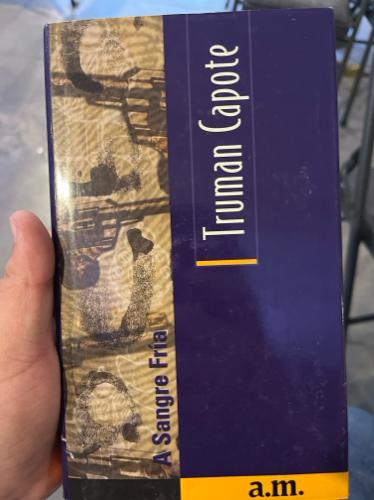 Truman Capote
A Sangre Fría
a.m.